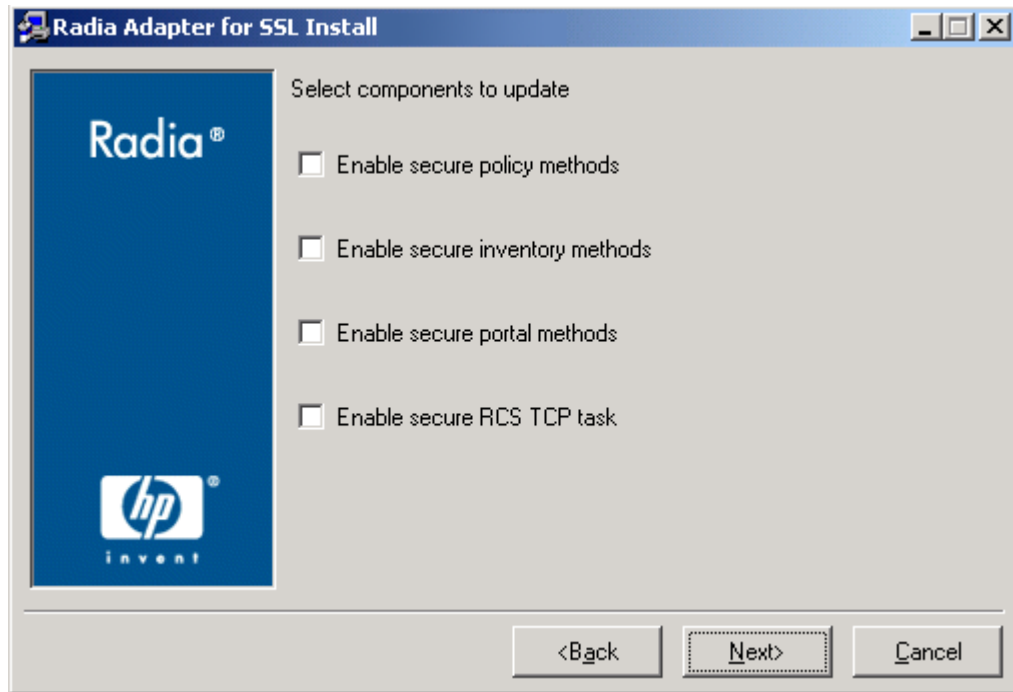 Radia Adapter for SSL Install
Select components to update
Radia®
Enable secure policy methods
Enable secure inventory methods
Enable secure portal methods
Enable secure RCS TCP task
hp®
invent
<Back
Next>
Cancel